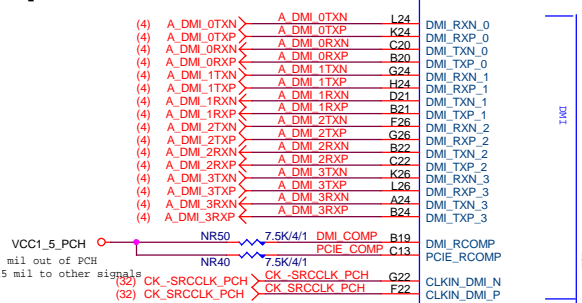 (4) A_DMI_0TXN A_DMI_0TXN L24 DMI_RXN_0
(4) A_DMI_0TXP A_DMI_0TXP K24 DMI_RXP_0
(4) A_DMI_0RXN A_DMI_0RXN C20 DMI_TXN_0
(4) A_DMI_0RXP A_DMI_0RXP B20 DMI_TXP_0
(4) A_DMI_1TXN A_DMI_1TXN G24 DMI_RXN_1
(4) A_DMI_1TXP A_DMI_1TXP H24 DMI_RXP_1
(4) A_DMI_1RXN A_DMI_1RXN D21 DMI_TXN_1
(4) A_DMI_1RXP A_DMI_1RXP B21 DMI_TXP_1
(4) A_DMI_2TXN A_DMI_2TXN F26 DMI_RXN_2
(4) A_DMI_2TXP A_DMI_2TXP G26 DMI_RXP_2
(4) A_DMI_2RXN A_DMI_2RXN B22 DMI_TXN_2
(4) A_DMI_2RXP A_DMI_2RXP C22 DMI_TXP_2
(4) A_DMI_3TXN A_DMI_3TXN K26 DMI_RXN_3
(4) A_DMI_3TXP A_DMI_3TXP L26 DMI_RXP_3
(4) A_DMI_3RXN A_DMI_3RXN A24 DMI_TXN_3
(4) A_DMI_3RXP A_DMI_3RXP B24 DMI_TXP_3
DMI
VCC1_5_PCH NR50 7.5K/4/1 DMI_COMP B19 DMI_RCOMP
NR40 7.5K/4/1 PCIE_COMP C13 PCIE_RCOMP
mil out of PCH
5 mil to other signals
(32) CK_-SRCCLK_PCH CK_-SRCCLK_PCH G22 CLKIN_DMI_N
(32) CK_SRCCLK_PCH CK_SRCCLK_PCH F22 CLKIN_DMI_P